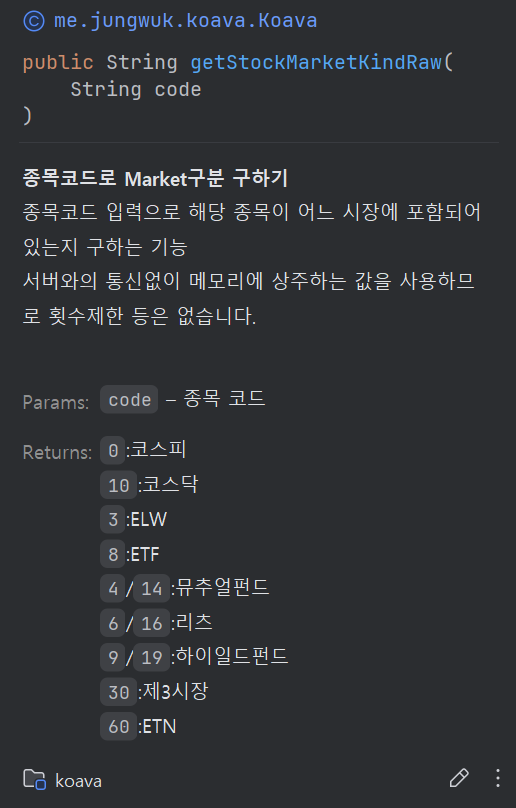 me.jungwuk.koava.Koava
public String getStockMarketKindRaw(
String code
)
종목코드로 Market구분 구하기
종목코드 입력으로 해당 종목이 어느 시장에 포함되어
있는지 구하는 기능
서버와의 통신없이 메모리에 상주하는 값을 사용하므
로 횟수제한 등은 없습니다.
Params: code – 종목 코드
Returns: 0:코스피
10:코스닥
3:ELW
8:ETF
4/14:뮤추얼펀드
6/16:리츠
9/19:하이일드펀드
30:제3시장
60:ETN
koava